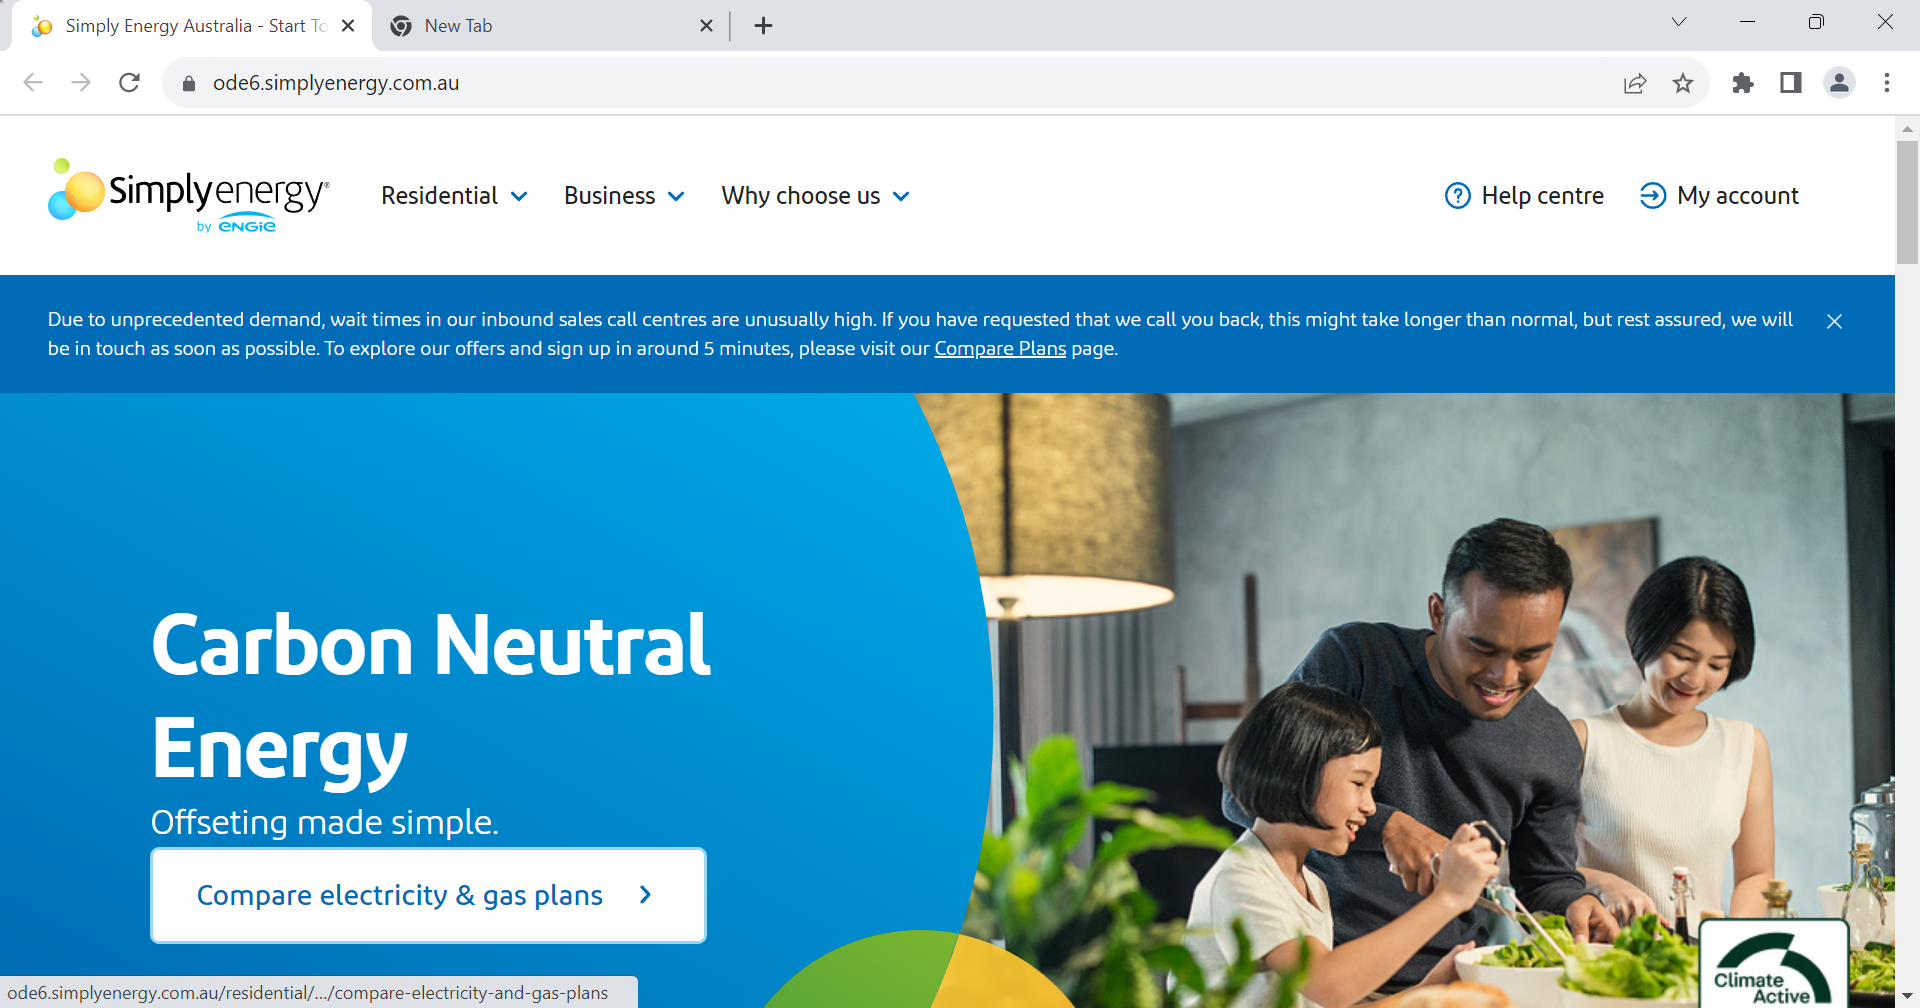 Simply Energy Australia - Start To
New Tab
ode6.simplyenergy.com.au
Simplyenergy®
by ENGIE
Residential
Business
Why choose us
Help centre
My account
Due to unprecedented demand, wait times in our inbound sales call centres are unusually high. If you have requested that we call you back, this might take longer than normal, but rest assured, we will
be in touch as soon as possible. To explore our offers and sign up in around 5 minutes, please visit our Compare Plans page.
Carbon Neutral
Energy
Offseting made simple.
Compare electricity & gas plans
Climate
Active
ode6.simplyenergy.com.au/residential/.../compare-electricity-and-gas-plans